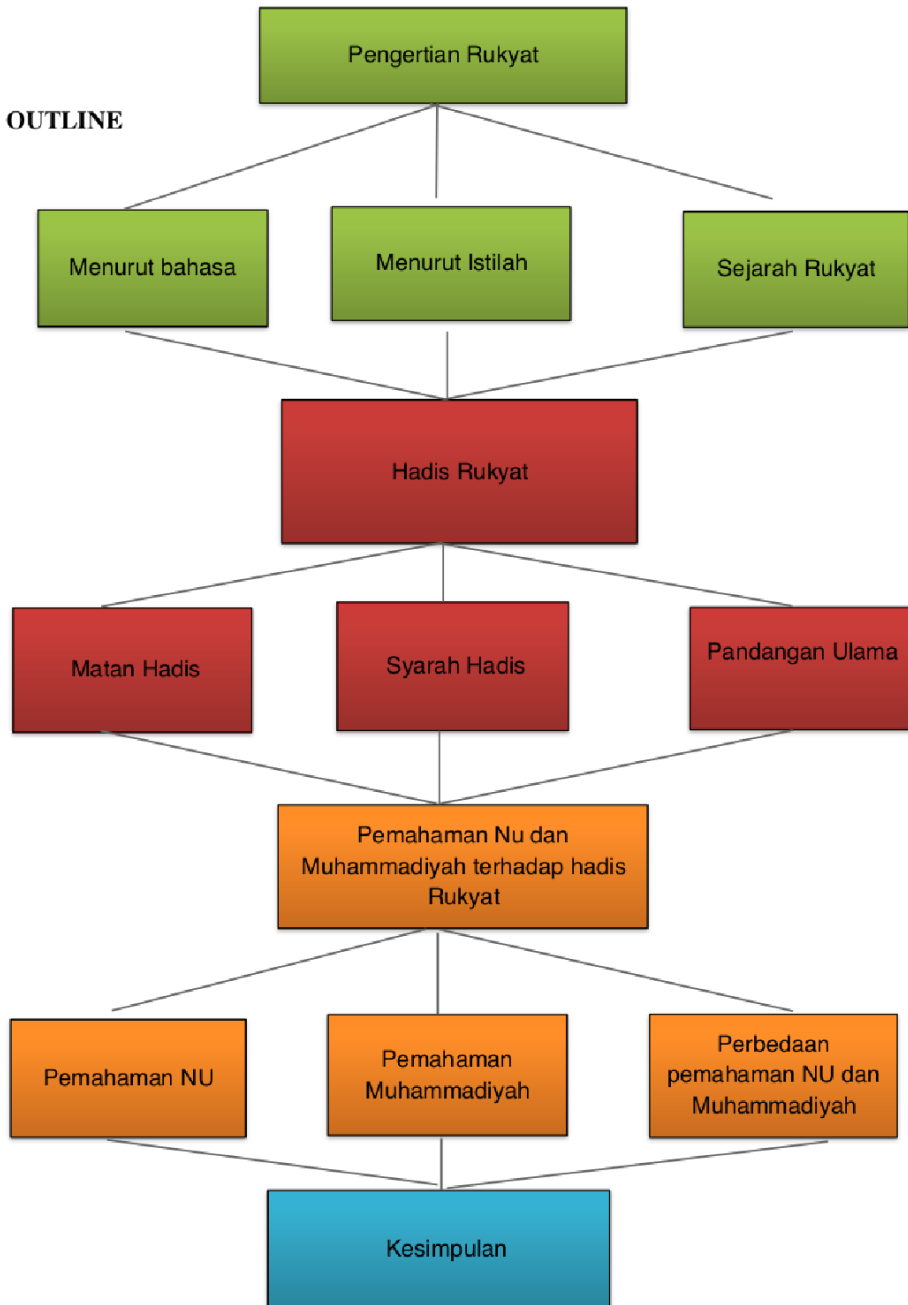 Pengertian Rukyat
OUTLINE
Menurut bahasa
Menurut Istilah
Sejarah Rukyat
Hadis Rukyat
Matan Hadis
Syarah Hadis
Pandangan Ulama
Pemahaman Nu dan
Muhammadiyah terhadap hadis
Rukyat
Pemahaman NU
Pemahaman
Muhammadiyah
Perbedaan
pemahaman NU dan
Muhammadiyah
Kesimpulan